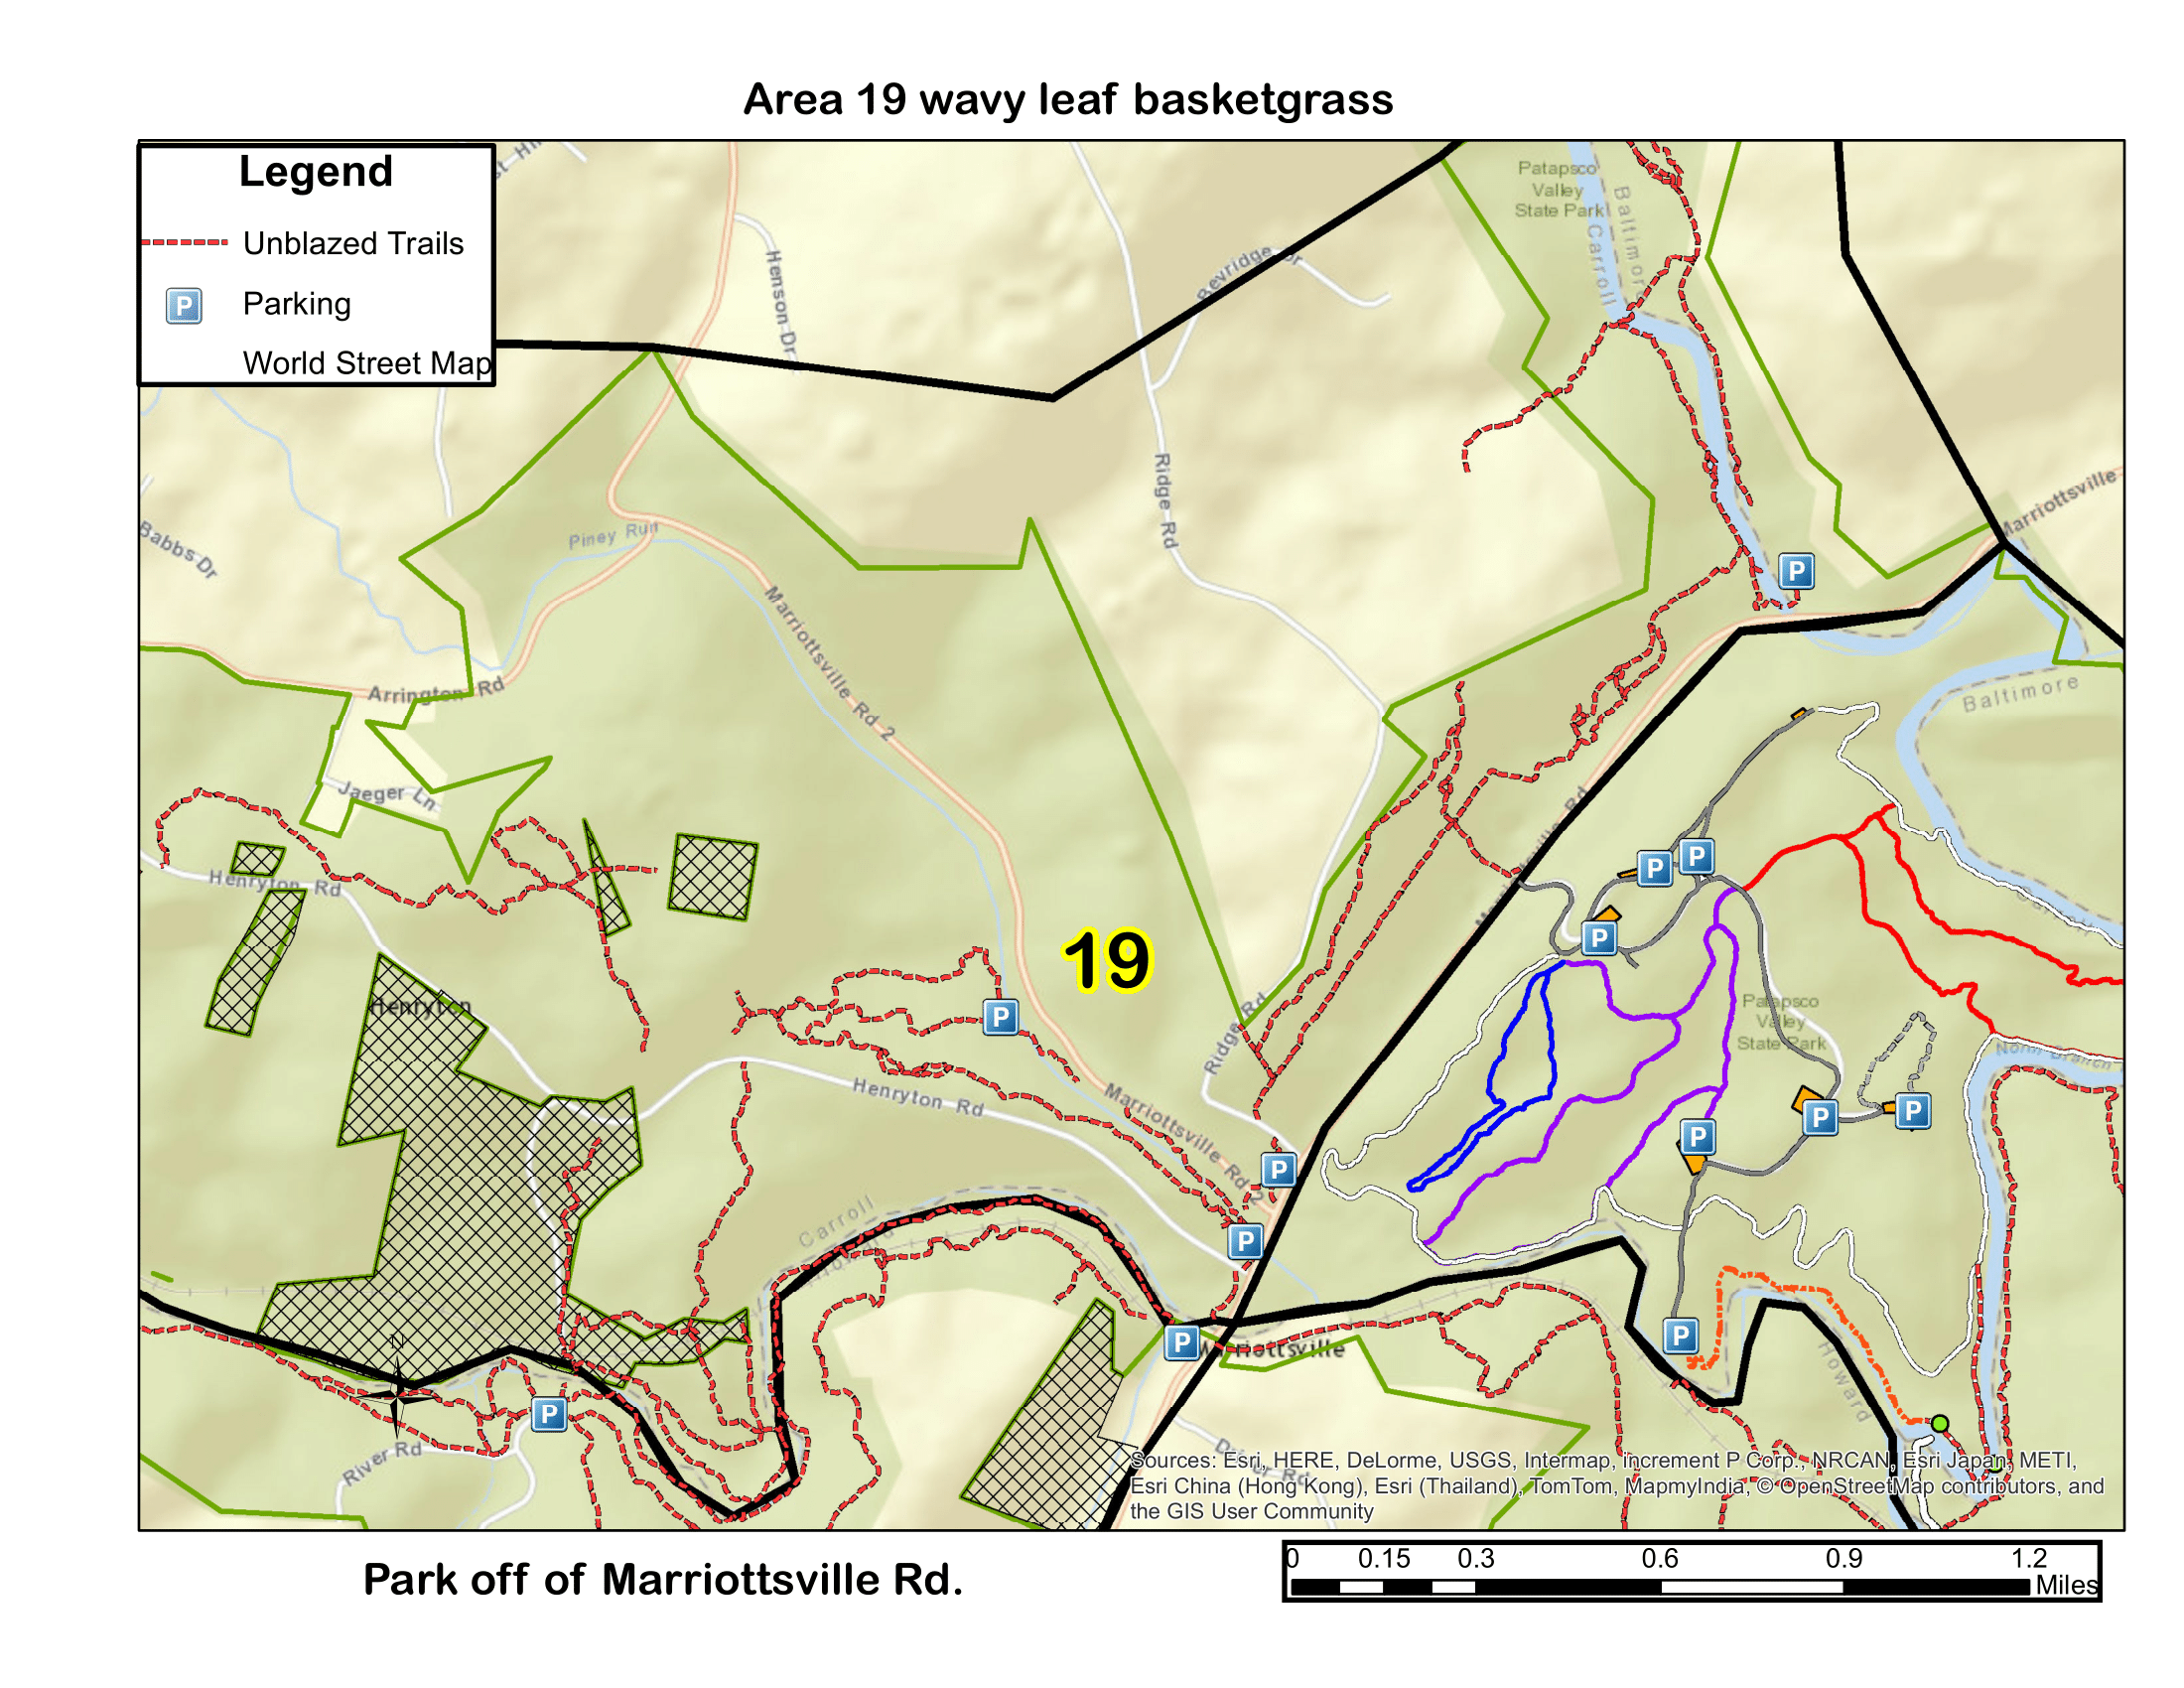 Area 19 wavy leaf basketgrass
Legend
Unblazed Trails
P
Parking
World Street Map
Patapsco
Valley
State Park
Baltimore
Carroll
Henson Dr
Bevridge Dr
Ridge Rd
Piney Run
Babbs Dr
Marriottsville
Marriottsville Rd 2
P
Arrington Rd
Baltimore
Jaeger Ln
Henryton Rd
P
P
P
19
Henryton
P
Patapsco
Valley
State Park
Ridge Rd
North Branch
Henryton Rd
Marriottsville Rd 2
P
P
P
P
Carroll
P
P
P
Marriottsville
P
N
Howard
P
River Rd
Driver Rd
Sources: Esri, HERE, DeLorme, USGS, Intermap, increment P Corp., NRCAN, Esri Japan, METI,
Esri China (Hong Kong), Esri (Thailand), TomTom, MapmyIndia, © OpenStreetMap contributors, and
the GIS User Community
Park off of Marriottsville Rd.
0 0.15 0.3 0.6 0.9 1.2
Miles